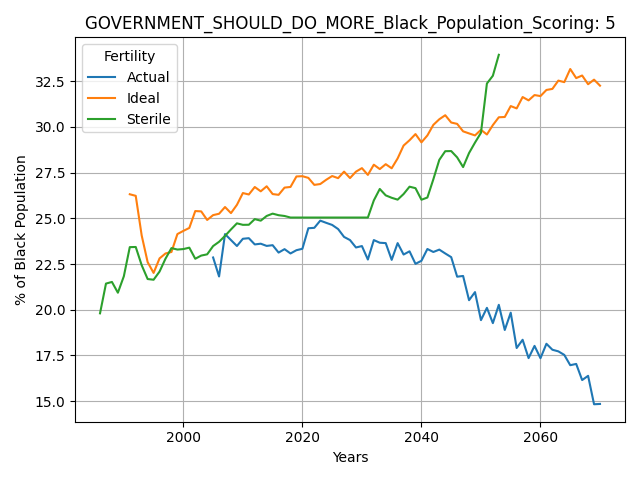 GOVERNMENT_SHOULD_DO_MORE_Black_Population_Scoring: 5
Fertility
Actual
Ideal
Sterile
% of Black Population
32.5
30.0
27.5
25.0
22.5
20.0
17.5
15.0
2000 2020 2040 2060
Years